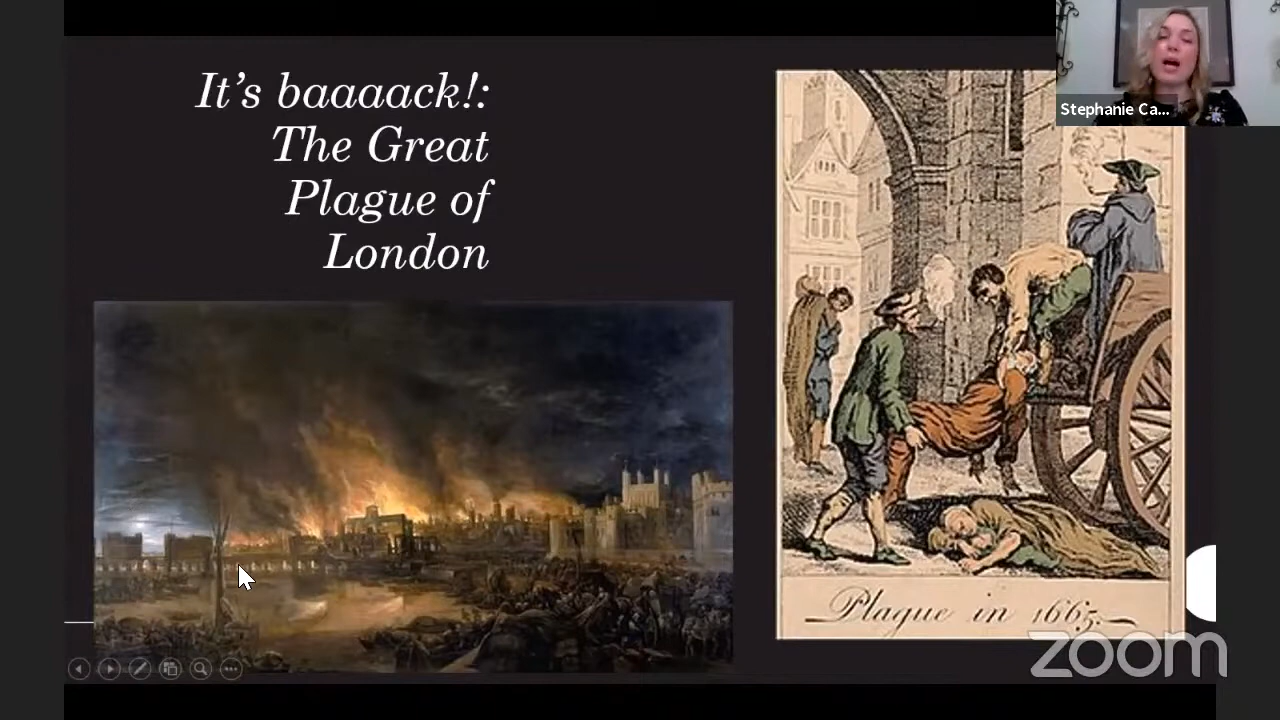 It's baaaack!:
The Great
Plague of
London
Stephanie Ca...
Plague in 1665.
zoom